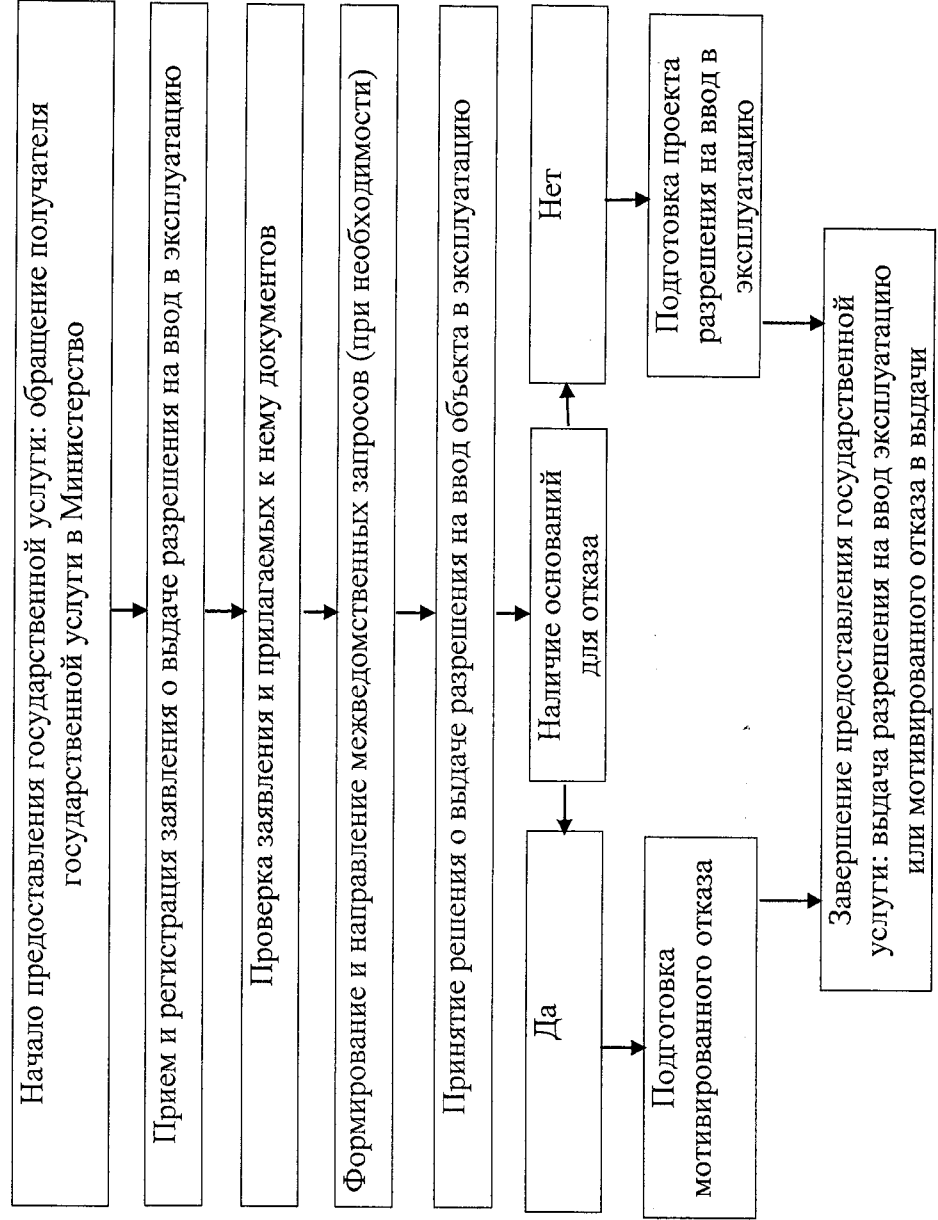 Начало предоставления государственной услуги: обращение получателя
государственной услуги в Министерство
Прием и регистрация заявления о выдаче разрешения на ввод в эксплуатацию
Проверка заявления и прилагаемых к нему документов
Формирование и направление межведомственных запросов (при необходимости)
Принятие решения о выдаче разрешения на ввод объекта в эксплуатацию
Да
Наличие оснований
для отказа
Нет
Подготовка
мотивированного отказа
Подготовка проекта
разрешения на ввод в
эксплуатацию
Завершение предоставления государственной
услуги: выдача разрешения на ввод эксплуатацию
или мотивированного отказа в выдачи